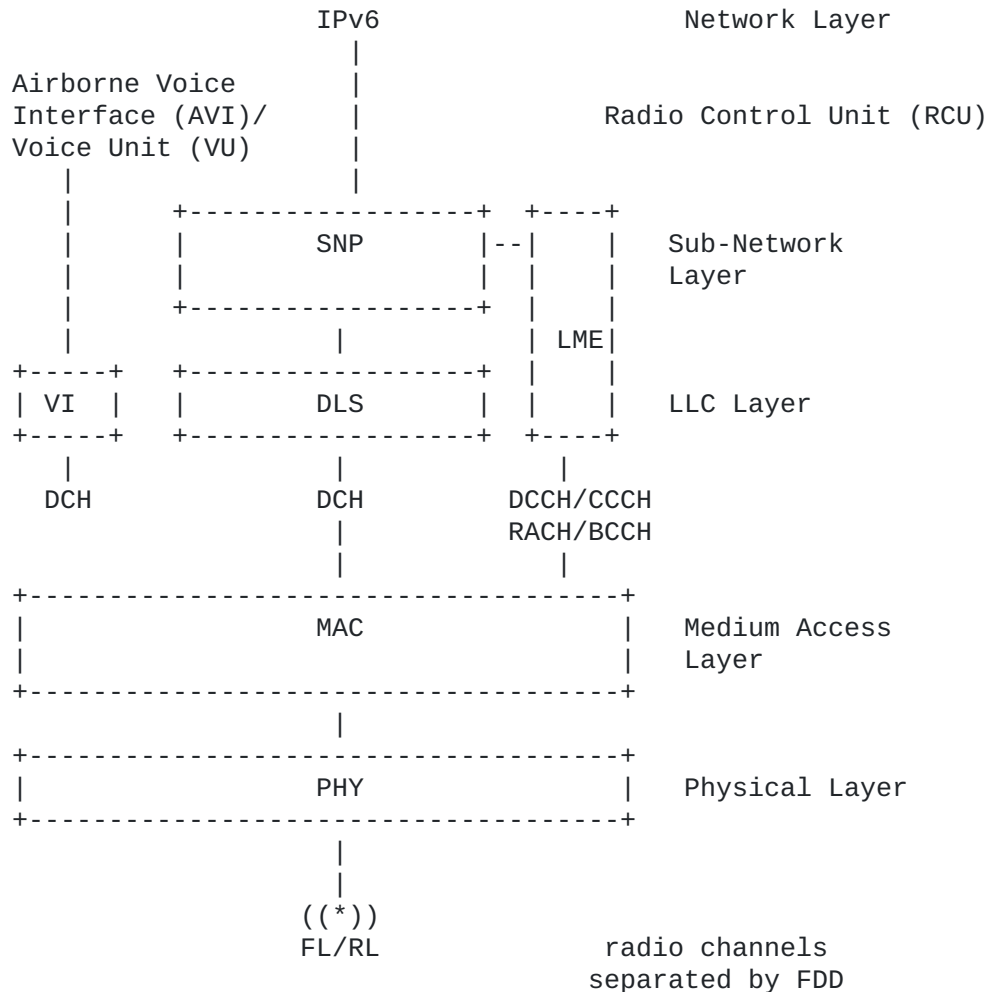 IPv6 Network Layer
Airborne Voice
Interface (AVI)/ Radio Control Unit (RCU)
Voice Unit (VU)
SNP Sub-Network
Layer
LME
VI DLS LLC Layer
DCH DCH DCCH/CCCH
RACH/BCCH
MAC Medium Access
Layer
PHY Physical Layer
((*))
FL/RL radio channels
separated by FDD